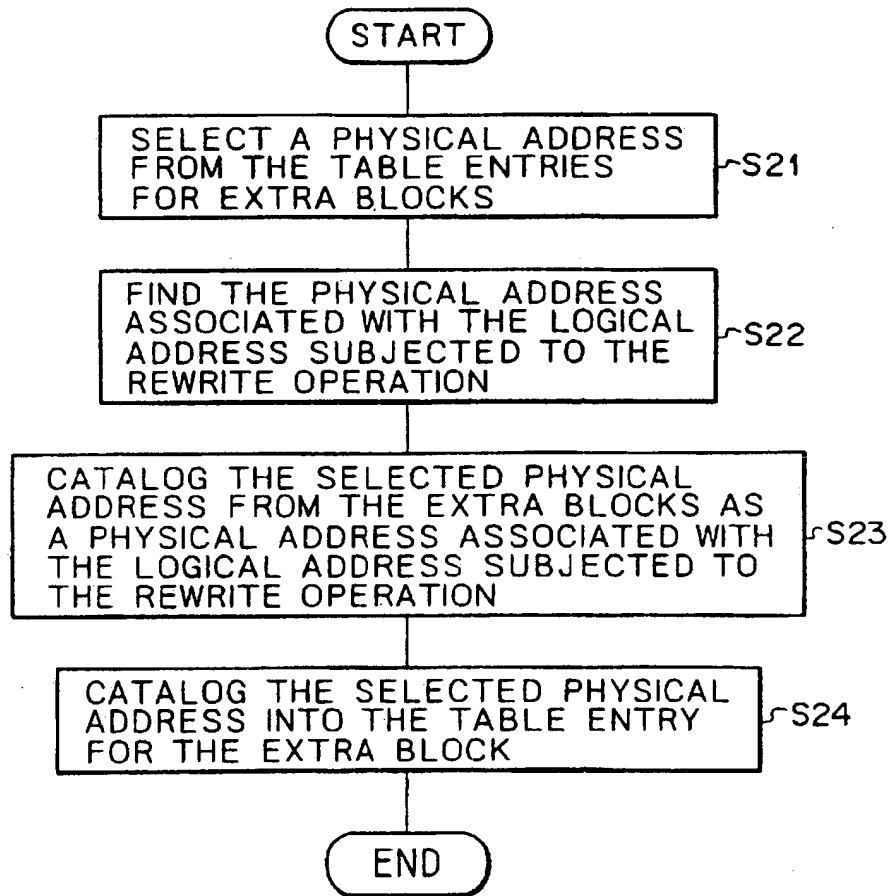 START
SELECT A PHYSICAL ADDRESS
FROM THE TABLE ENTRIES
FOR EXTRA BLOCKS
S21
FIND THE PHYSICAL ADDRESS
ASSOCIATED WITH THE LOGICAL
ADDRESS SUBJECTED TO THE
REWRITE OPERATION
S22
CATALOG THE SELECTED PHYSICAL
ADDRESS FROM THE EXTRA BLOCKS AS
A PHYSICAL ADDRESS ASSOCIATED WITH
THE LOGICAL ADDRESS SUBJECTED TO
THE REWRITE OPERATION
S23
CATALOG THE SELECTED PHYSICAL
ADDRESS INTO THE TABLE ENTRY
FOR THE EXTRA BLOCK
S24
END